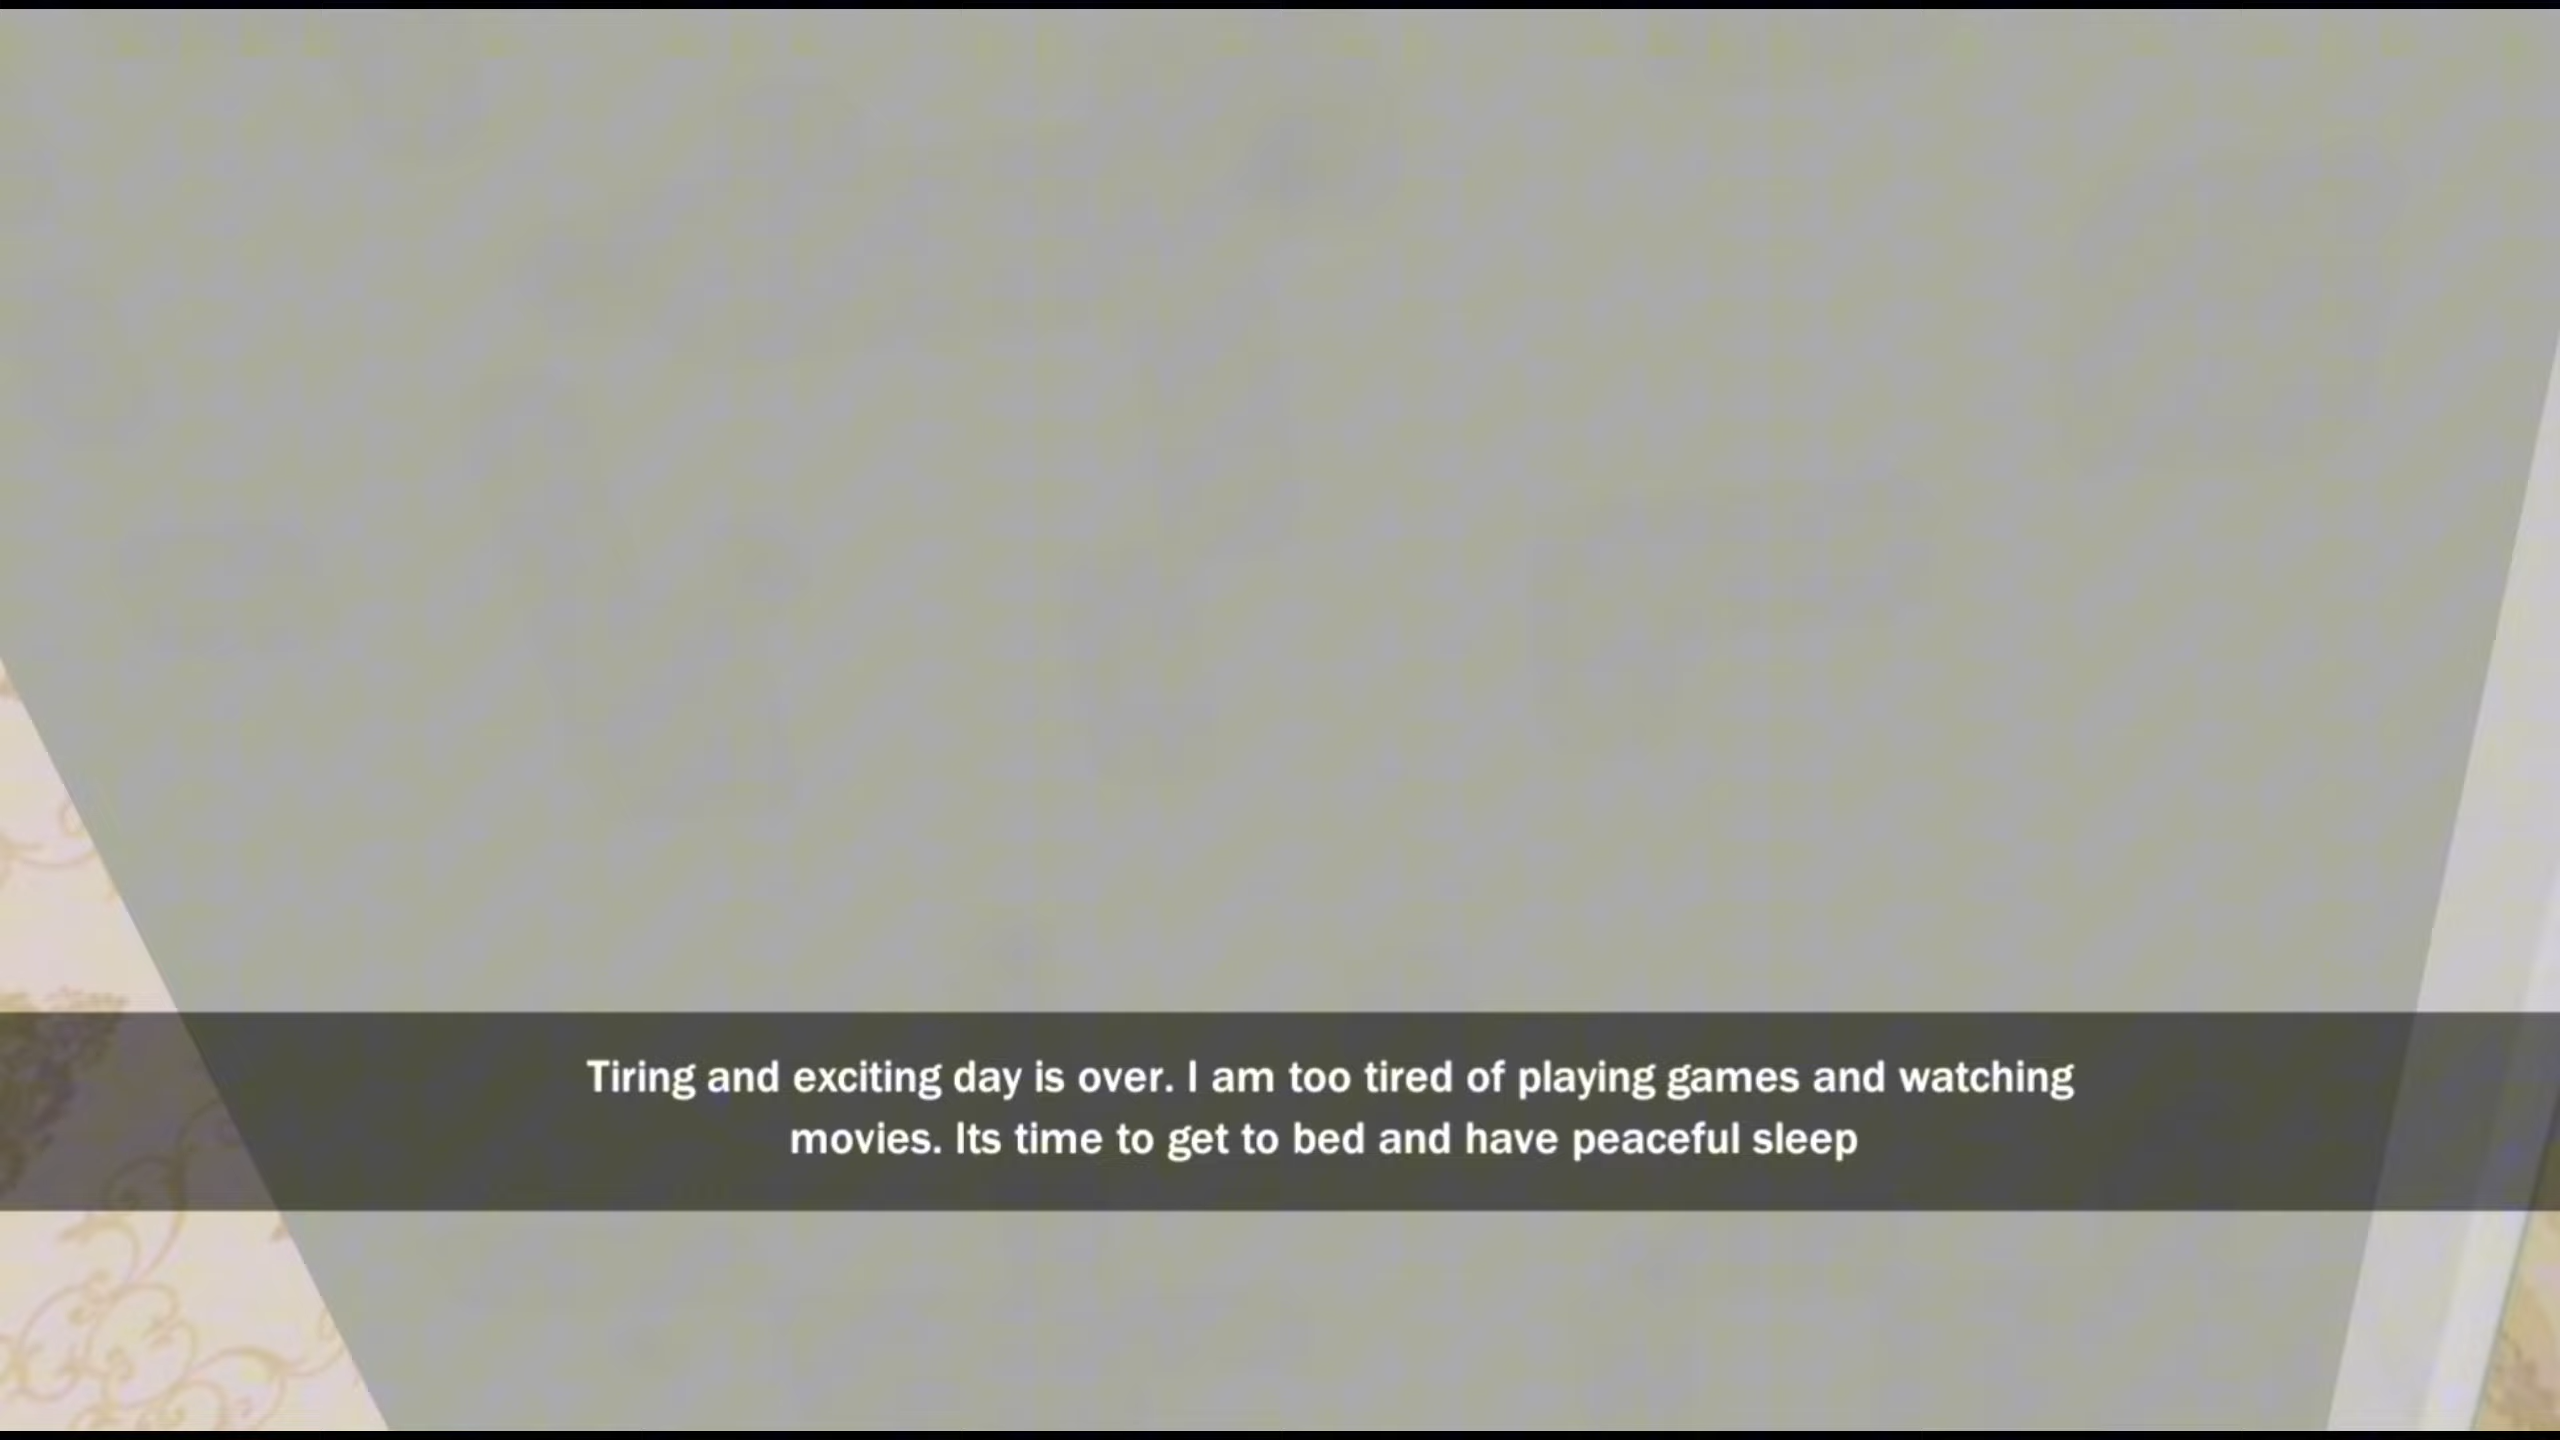 Tiring and exciting day is over. I am too tired of playing games and watching
movies. Its time to get to bed and have peaceful sleep